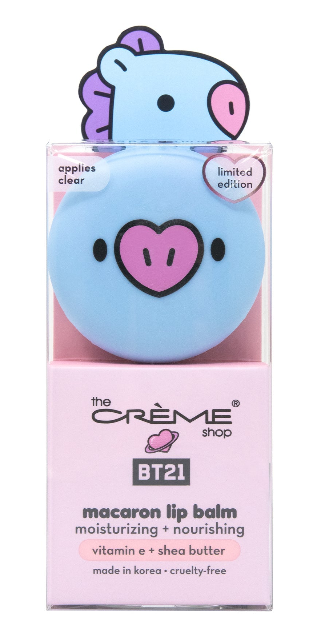 applies
clear
limited
edition
the
CRÈME®
shop
BT21
macaron lip balm
moisturizing + nourishing
vitamin e + shea butter
made in korea • cruelty-free